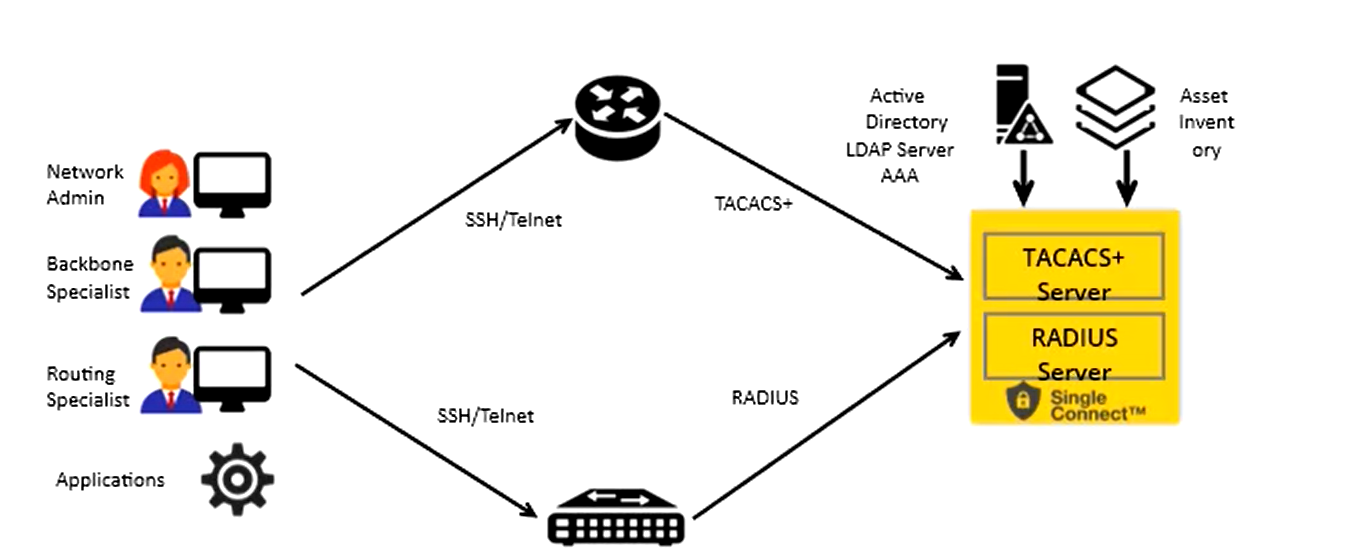 Network
Admin
Backbone
Specialist
Routing
Specialist
Applications
SSH/Telnet
SSH/Telnet
TACACS+
RADIUS
Active
Directory
LDAP Server
AAA
Asset
Invent
ory
TACACS+
Server
RADIUS
Server
Single
Connect™